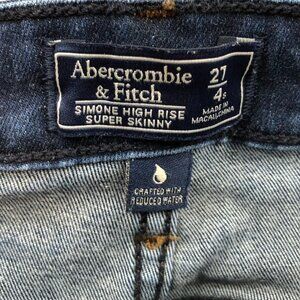 Abercrombie
& Fitch
SIMONE HIGH RISE
SUPER SKINNY
27
4S
MADE IN
MACAU, CHINA
CRAFTED WITH
REDUCED WATER